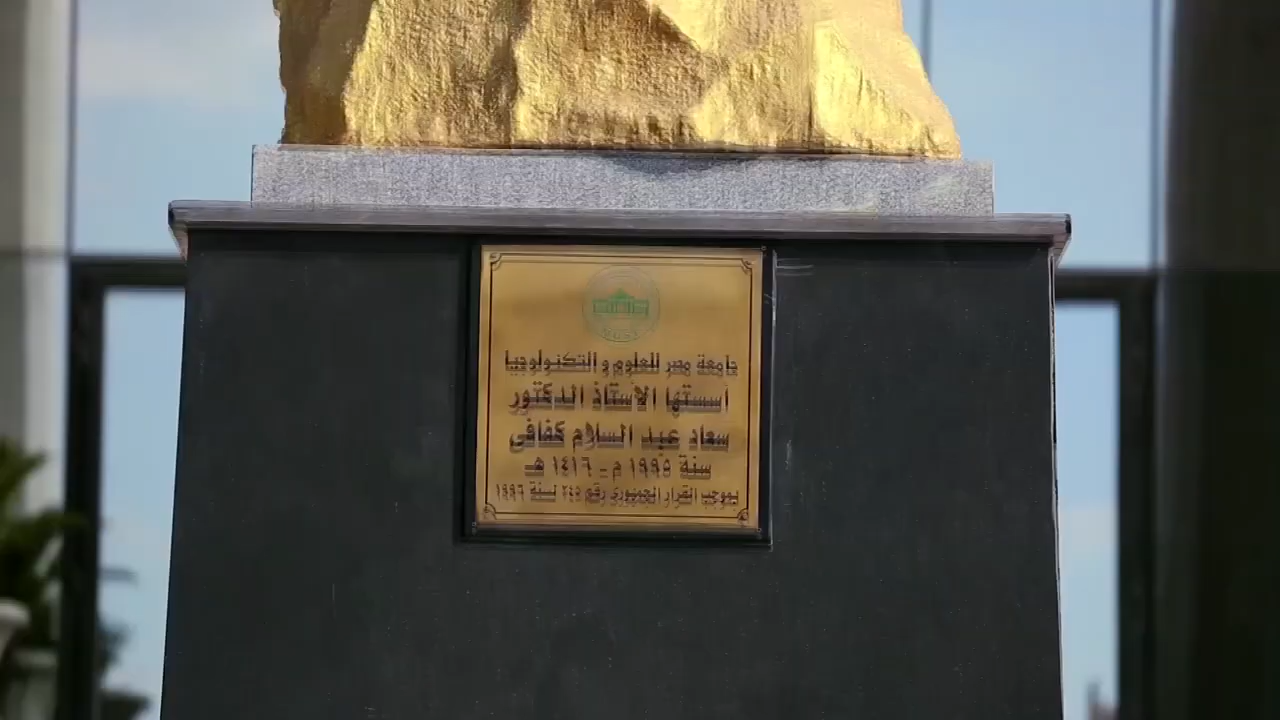 جامعة مصر للعلوم و التكنولوجيا
أسستها الأستاذ الدكتور
سعاد عبد السلام كفافى
سنة ١٩٩٥ م - ١٤١٦ هـ
بموجب القرار الجمهورى رقم ٢٤٥ لسنة ١٩٩٦